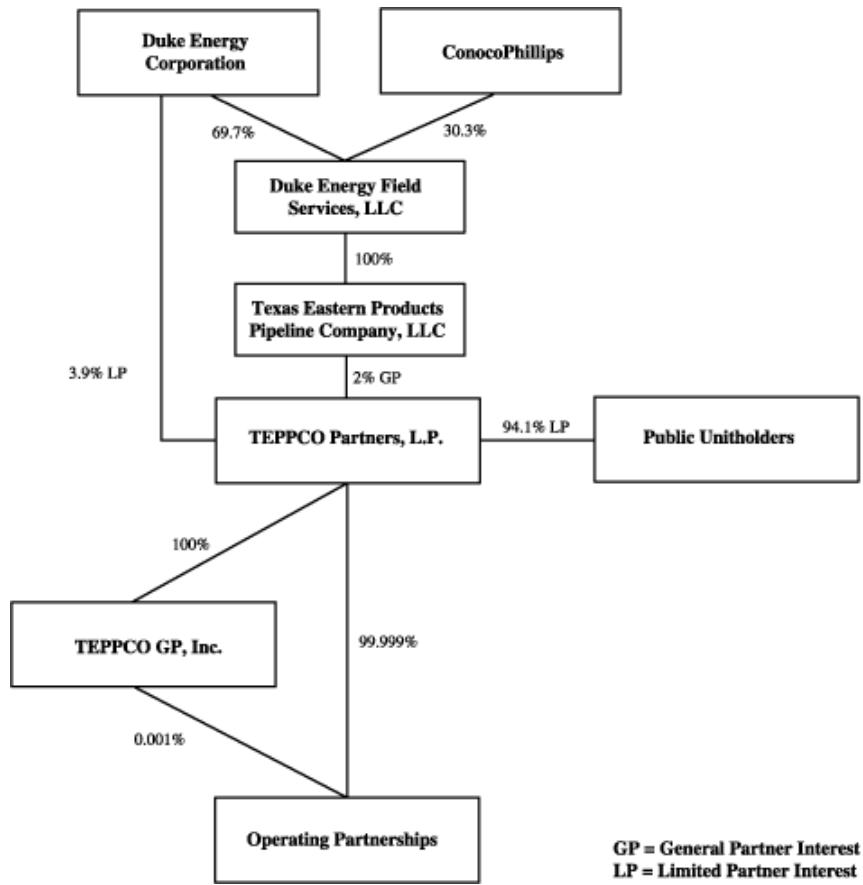 Duke Energy
Corporation
ConocoPhillips
69.7%
30.3%
Duke Energy Field
Services, LLC
100%
Texas Eastern Products
Pipeline Company, LLC
3.9% LP
2% GP
TEPPCO Partners, L.P.
94.1% LP
Public Unitholders
100%
TEPPCO GP, Inc.
99.999%
0.001%
Operating Partnerships
GP = General Partner Interest
LP = Limited Partner Interest